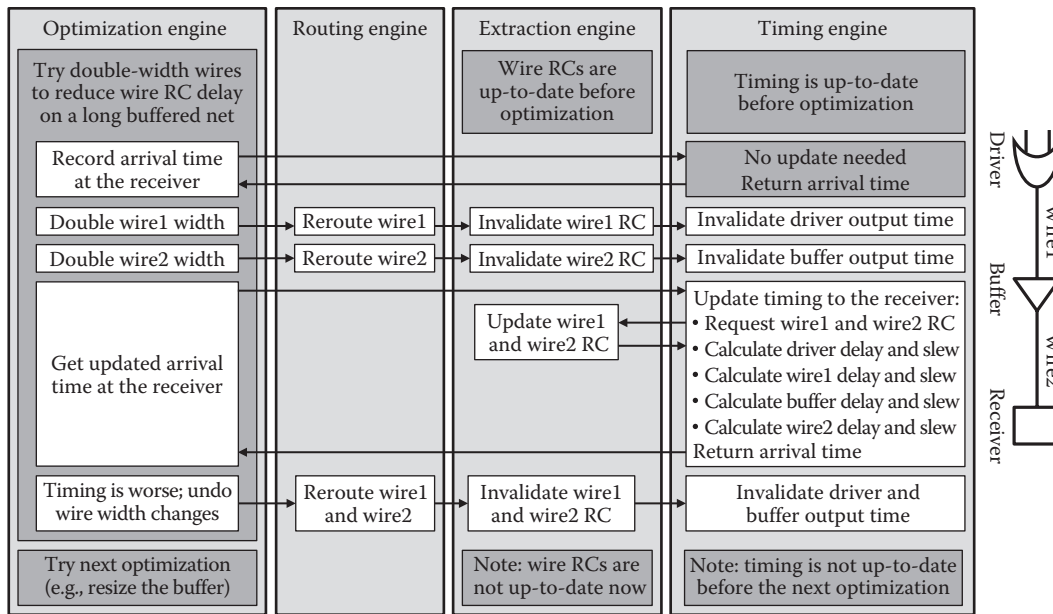 Optimization engine
Try double-width wires
to reduce wire RC delay
on a long buffered net
Record arrival time
at the receiver
Double wire1 width
Double wire2 width
Get updated arrival
time at the receiver
Timing is worse; undo
wire width changes
Try next optimization
(e.g., resize the buffer)
Routing engine
Reroute wire1
Reroute wire2
Reroute wire1
and wire2
Extraction engine
Wire RCs are
up-to-date before
optimization
Invalidate wire1 RC
Invalidate wire2 RC
Update wire1
and wire2 RC
Invalidate wire1
and wire2 RC
Note: wire RCs are
not up-to-date now
Timing engine
Timing is up-to-date
before optimization
No update needed
Return arrival time
Invalidate driver output time
Invalidate buffer output time
Update timing to the receiver:
• Request wire1 and wire2 RC
• Calculate driver delay and slew
• Calculate wire1 delay and slew
• Calculate buffer delay and slew
• Calculate wire2 delay and slew
Return arrival time
Invalidate driver and
buffer output time
Note: timing is not up-to-date
before the next optimization
Driver
Wire1
Buffer
Wire2
Receiver